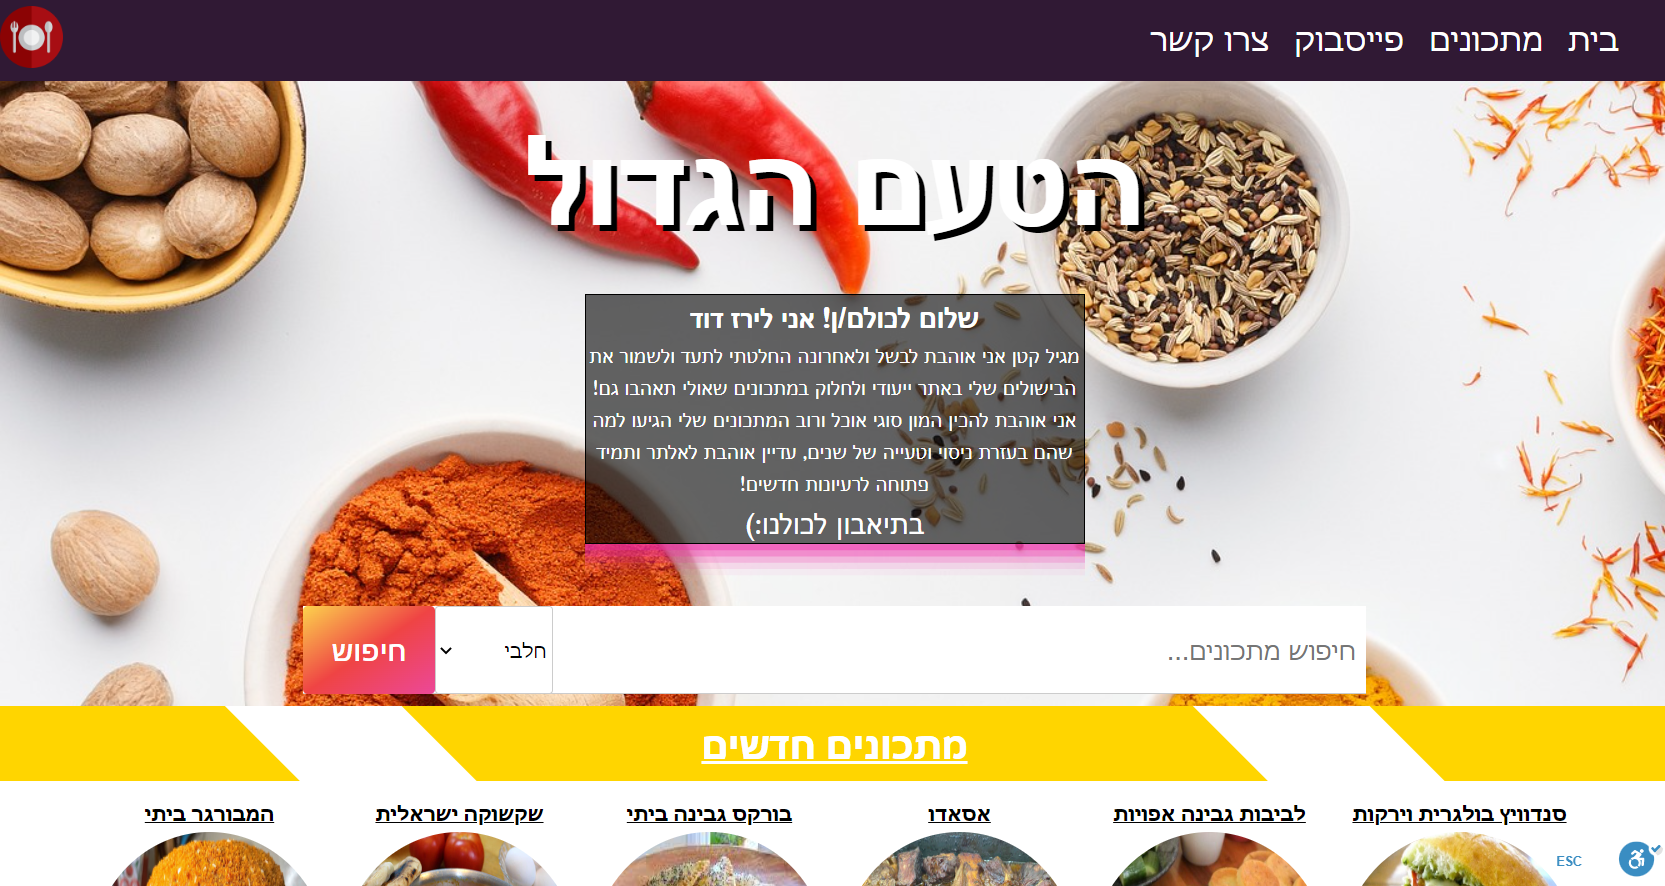 בית מתכונים פייסבוק צרו קשר
הטעם הגדול
שלום לכולם/ן! אני לירז דוד
מגיל קטן אני אוהבת לבשל ולאחרונה החלטתי לתעד ולשמור את
הבישולים שלי באתר ייעודי ולחלוק במתכונים שאולי תאהבו גם!
אני אוהבת להכין המון סוגי אוכל ורוב המתכונים שלי הגיעו למה
שהם בעזרת ניסוי וטעייה של שנים, עדיין אוהבת לאלתר ותמיד
פתוחה לרעיונות חדשים!
בתיאבון לכולנו:)
חיפוש מתכונים... חלבי חיפוש
מתכונים חדשים
סנדוויץ בולגרית וירקות לביבות גבינה אפויות אסאדו בורקס גבינה ביתי שקשוקה ישראלית המבורגר ביתי
ESC